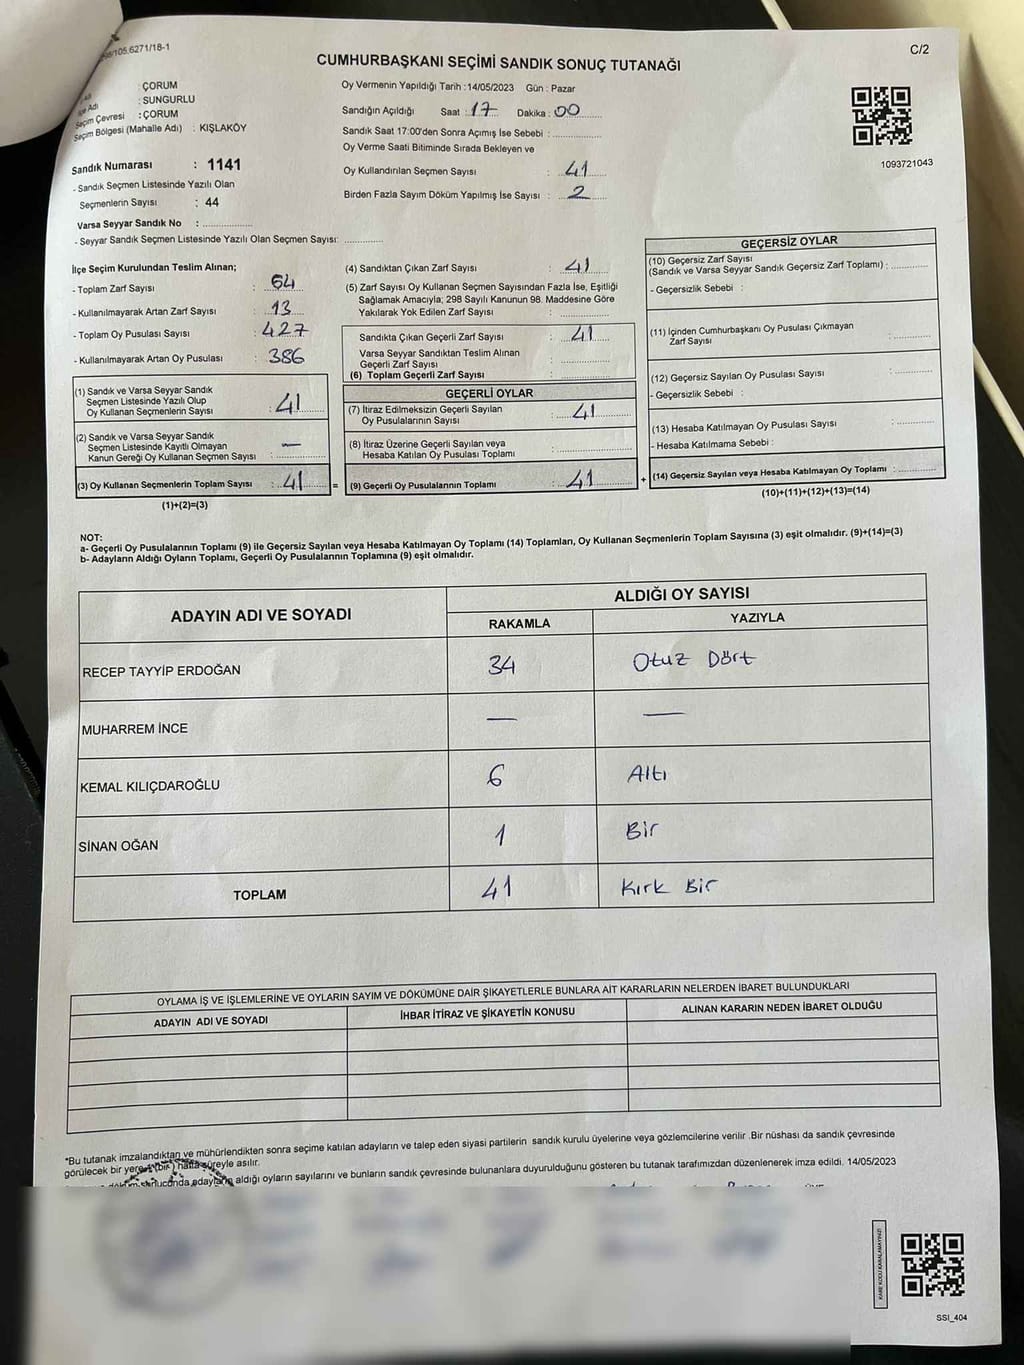 105.6271/18-1
C/2
CUMHURBAŞKANI SEÇİMİ SANDIK SONUÇ TUTANAĞI
: ÇORUM
İlçe Adı : SUNGURLU
Seçim Çevresi : ÇORUM
Seçim Bölgesi (Mahalle Adı) : KIŞLAKÖY
Sandık Numarası : 1141
- Sandık Seçmen Listesinde Yazılı Olan
Seçmenlerin Sayısı : 44
Varsa Seyyar Sandık No : ..................
- Seyyar Sandık Seçmen Listesinde Yazılı Olan Seçmen Sayısı: ..............
Oy Vermenin Yapıldığı Tarih :14/05/2023 Gün : Pazar
Sandığın Açıldığı Saat : 17 Dakika : 00
Sandık Saat 17:00'den Sonra Açımış İse Sebebi : ..................
Oy Verme Saati Bitiminde Sırada Bekleyen ve
Oy Kullandırılan Seçmen Sayısı : 41
Birden Fazla Sayım Döküm Yapılmış İse Sayısı : 2
1093721043
İlçe Seçim Kurulundan Teslim Alınan;
- Toplam Zarf Sayısı : 64
- Kullanılmayarak Artan Zarf Sayısı : 13
- Toplam Oy Pusulası Sayısı : 427
- Kullanılmayarak Artan Oy Pusulası : 386
(1) Sandık ve Varsa Seyyar Sandık
Seçmen Listesinde Yazılı Olup
Oy Kullanan Seçmenlerin Sayısı : 41
(2) Sandık ve Varsa Seyyar Sandık
Seçmen Listesinde Kayıtlı Olmayan
Kanun Gereği Oy Kullanan Seçmen Sayısı : —
(3) Oy Kullanan Seçmenlerin Toplam Sayısı : 41 =
(1)+(2)=(3)
(4) Sandıktan Çıkan Zarf Sayısı : 41
(5) Zarf Sayısı Oy Kullanan Seçmen Sayısından Fazla İse, Eşitliği
Sağlamak Amacıyla; 298 Sayılı Kanunun 98. Maddesine Göre
Yakılarak Yok Edilen Zarf Sayısı : ..................
Sandıkta Çıkan Geçerli Zarf Sayısı : 41
Varsa Seyyar Sandıktan Teslim Alınan
Geçerli Zarf Sayısı : ..................
(6) Toplam Geçerli Zarf Sayısı : ..................
GEÇERLİ OYLAR
(7) İtiraz Edilmeksizin Geçerli Sayılan
Oy Pusulalarının Sayısı : 41
(8) İtiraz Üzerine Geçerli Sayılan veya
Hesaba Katılan Oy Pusulası Toplamı : ..................
(9) Geçerli Oy Pusulalarının Toplamı : 41 +
GEÇERSİZ OYLAR
(10) Geçersiz Zarf Sayısı
(Sandık ve Varsa Seyyar Sandık Geçersiz Zarf Toplamı) : ..............
- Geçersizlik Sebebi :
(11) İçinden Cumhurbaşkanı Oy Pusulası Çıkmayan
Zarf Sayısı : ..............
(12) Geçersiz Sayılan Oy Pusulası Sayısı : ..............
- Geçersizlik Sebebi :
(13) Hesaba Katılmayan Oy Pusulası Sayısı : ..............
- Hesaba Katılmama Sebebi :
(14) Geçersiz Sayılan veya Hesaba Katılmayan Oy Toplamı : ..............
(10)+(11)+(12)+(13)=(14)
NOT:
a- Geçerli Oy Pusulalarının Toplamı (9) ile Geçersiz Sayılan veya Hesaba Katılmayan Oy Toplamı (14) Toplamları, Oy Kullanan Seçmenlerin Toplam Sayısına (3) eşit olmalıdır. (9)+(14)=(3)
b- Adayların Aldığı Oyların Toplamı, Geçerli Oy Pusulalarının Toplamına (9) eşit olmalıdır.
ADAYIN ADI VE SOYADI ALDIĞI OY SAYISI
RAKAMLA YAZIYLA
RECEP TAYYİP ERDOĞAN 34 Otuz Dört
MUHARREM İNCE — —
KEMAL KILIÇDAROĞLU 6 Altı
SİNAN OĞAN 1 Bir
TOPLAM 41 Kırk Bir
OYLAMA İŞ VE İŞLEMLERİNE VE OYLARIN SAYIM VE DÖKÜMÜNE DAİR ŞİKAYETLERLE BUNLARA AİT KARARLARIN NELERDEN İBARET BULUNDUKLARI
ADAYIN ADI VE SOYADI İHBAR İTİRAZ VE ŞİKAYETİN KONUSU ALINAN KARARIN NEDEN İBARET OLDUĞU
*Bu tutanak imzalandıktan ve mühürlendikten sonra seçime katılan adayların ve talep eden siyasi partilerin sandık kurulu üyelerine veya gözlemcilerine verilir .Bir nüshası da sandık çevresinde
görülecek bir yere 1 (bir) hafta süreyle asılır.
sonucunda adayların aldığı oyların sayılarını ve bunların sandık çevresinde bulunanlara duyurulduğunu gösteren bu tutanak tarafımızdan düzenlenerek imza edildi. 14/05/2023
KARE KODU KARALAMAYINIZ!
SSI_404